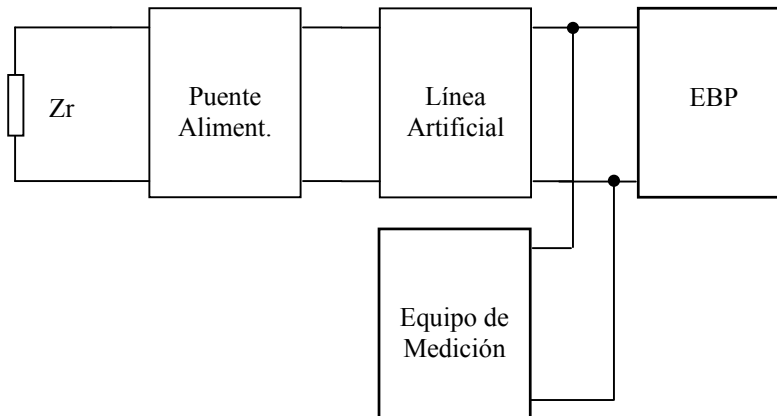 Zr
Puente
Aliment.
Línea
Artificial
EBP
Equipo de
Medición